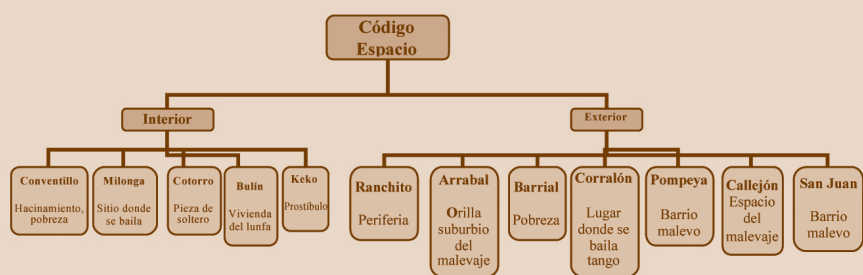 Código
Espacio
Interior
Exterior
Conventillo
Hacinamiento,
pobreza
Milonga
Sitio donde
se baila
Cotorro
Pieza de
soltero
Bulín
Vivienda
del lunfa
Keko
Prostíbulo
Ranchito
Periferia
Arrabal
Orilla
suburbio
del
malevaje
Barrial
Pobreza
Corralón
Lugar
donde se
baila
tango
Pompeya
Barrio
malevo
Callejón
Espacio
del
malevaje
San Juan
Barrio
malevo